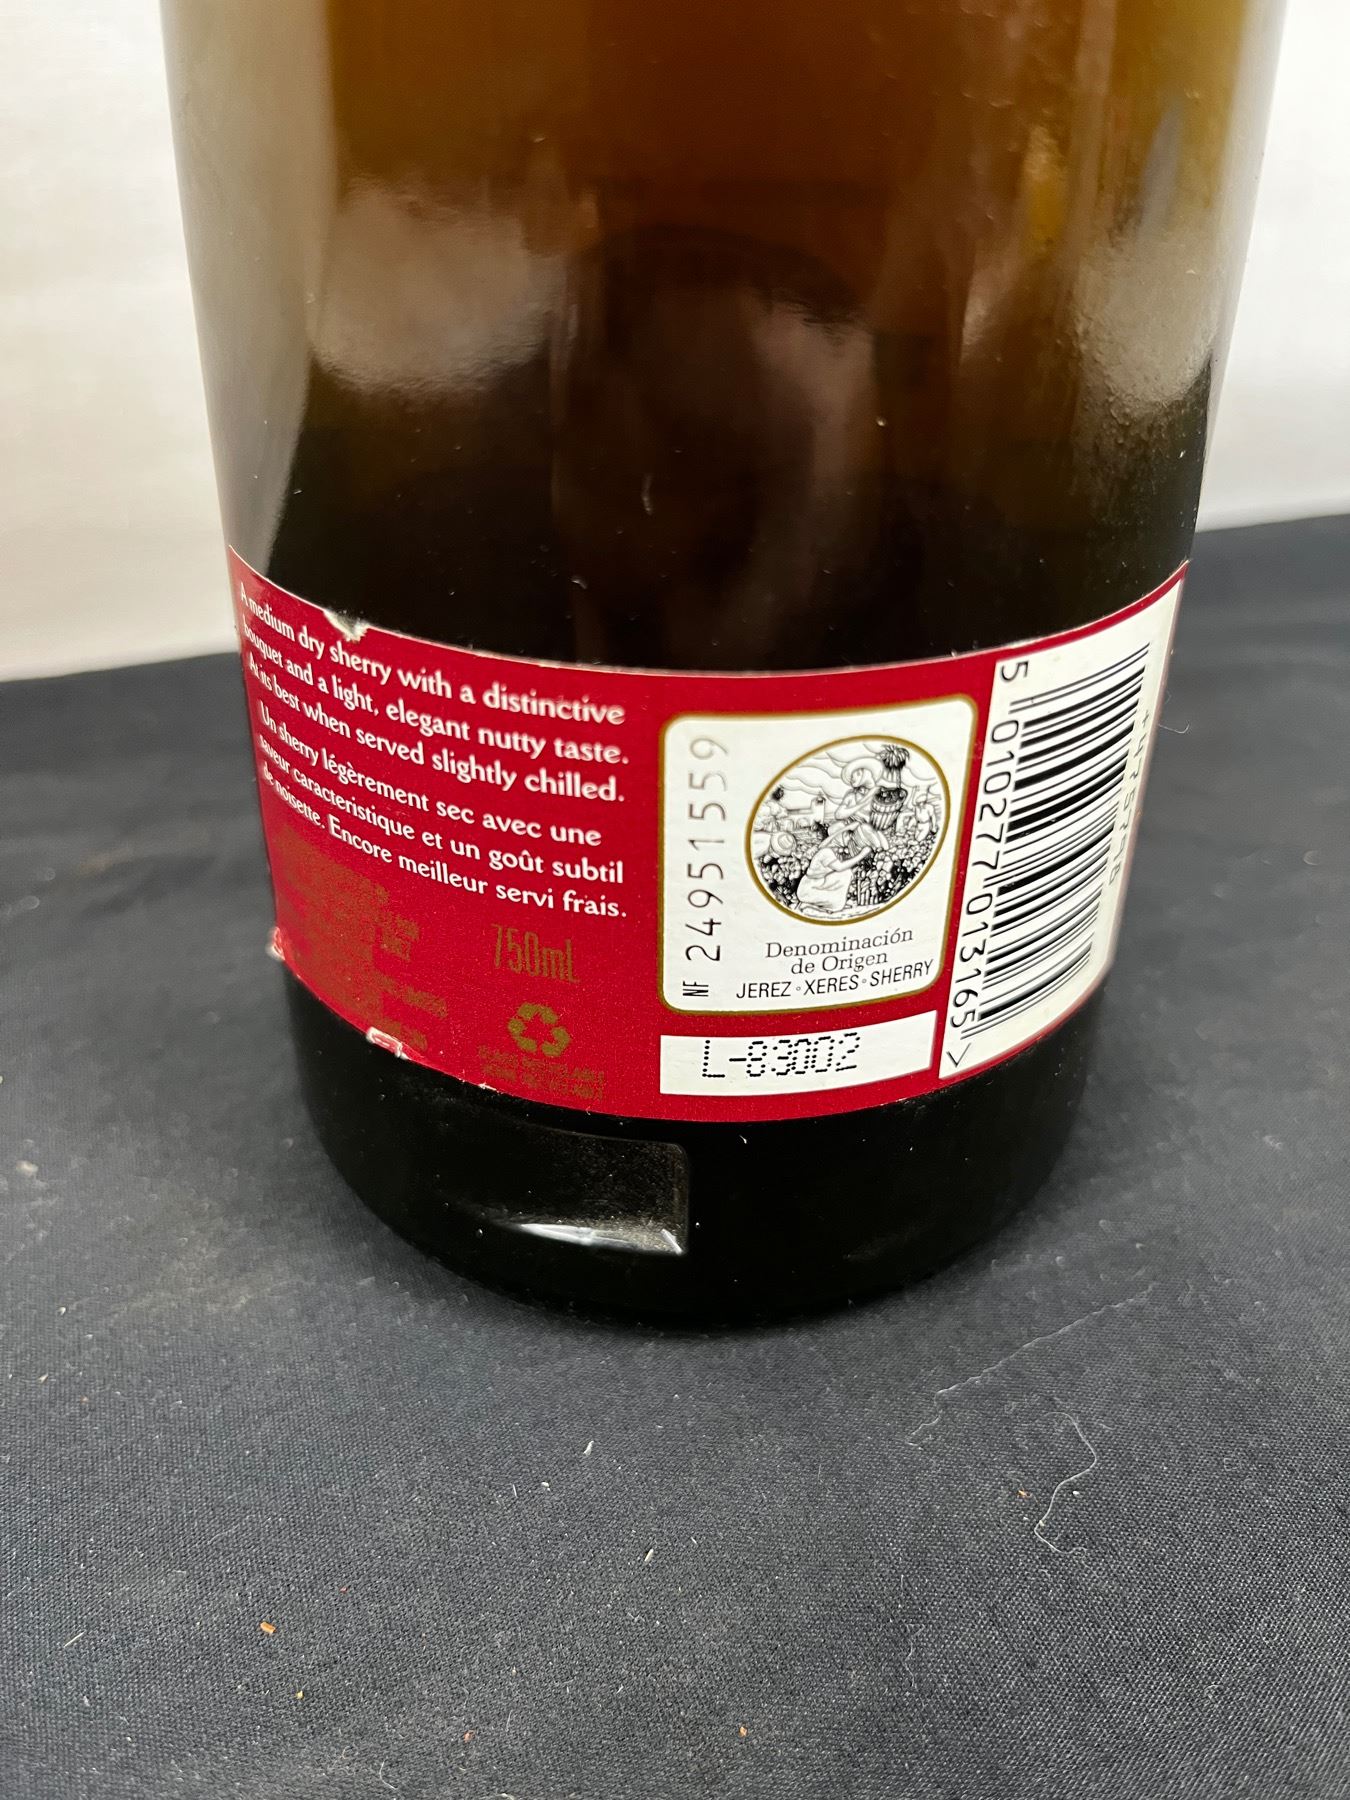 A medium dry sherry with a distinctive
bouquet and a light, elegant nutty taste.
At its best when served slightly chilled.
Un sherry légèrement sec avec une
saveur caracteristique et un goût subtil
de noisette. Encore meilleur servi frais.
750mL
NF 24951559
Denominación
de Origen
JEREZ·XERES·SHERRY
L-83002
5 010277 013165 >